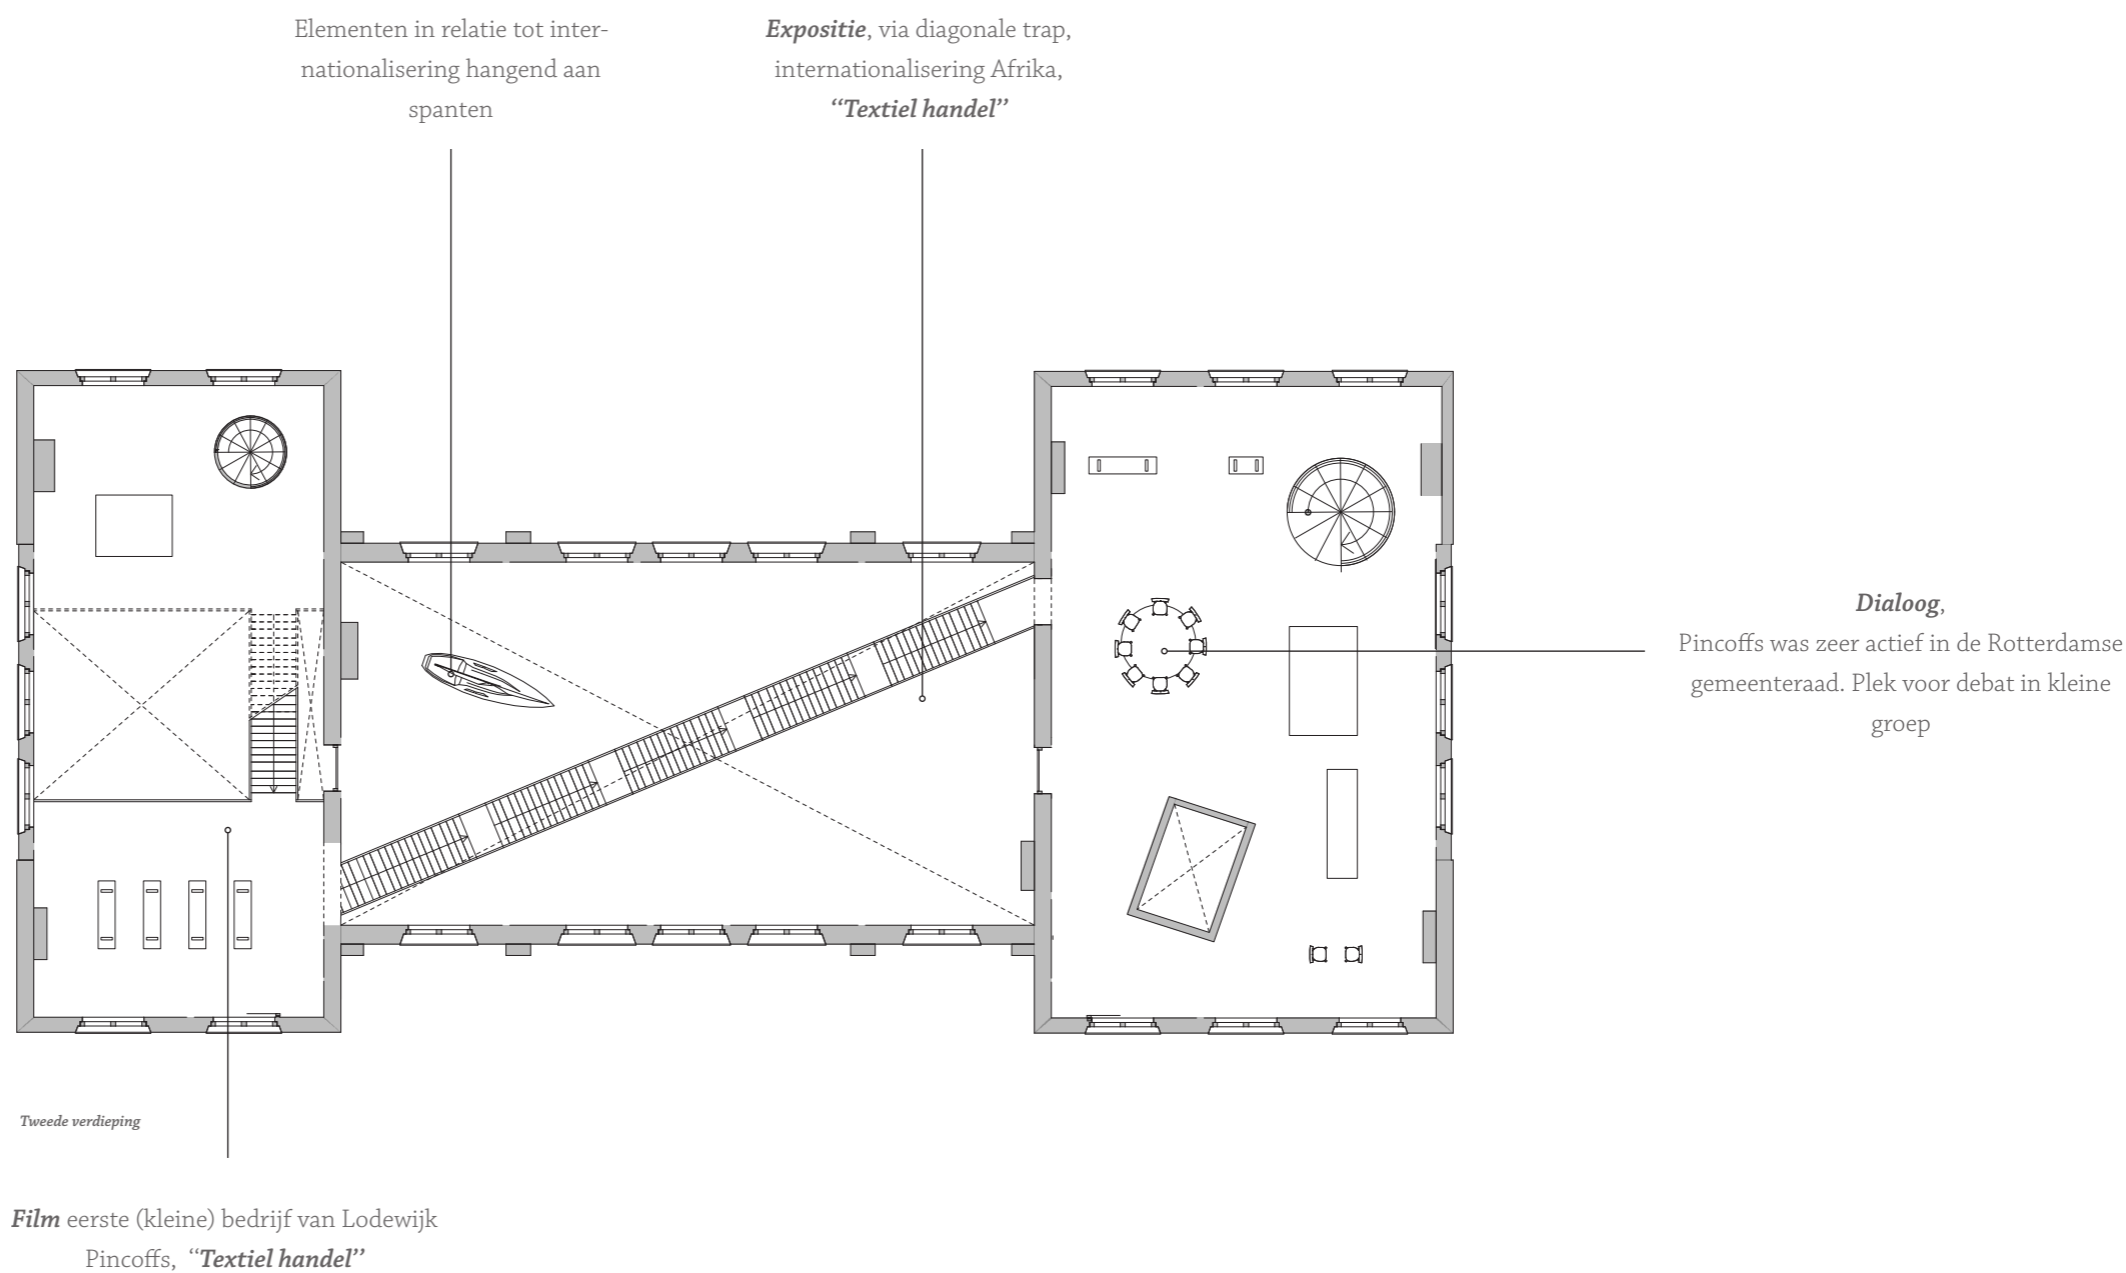 Elementen in relatie tot inter-
nationalisering hangend aan
spanten
Expositie, via diagonale trap,
internationalisering Afrika,
“Textiel handel”
Dialoog,
Pincoffs was zeer actief in de Rotterdamse
gemeenteraad. Plek voor debat in kleine
groep
Tweede verdieping
Film eerste (kleine) bedrijf van Lodewijk
Pincoffs, “Textiel handel”